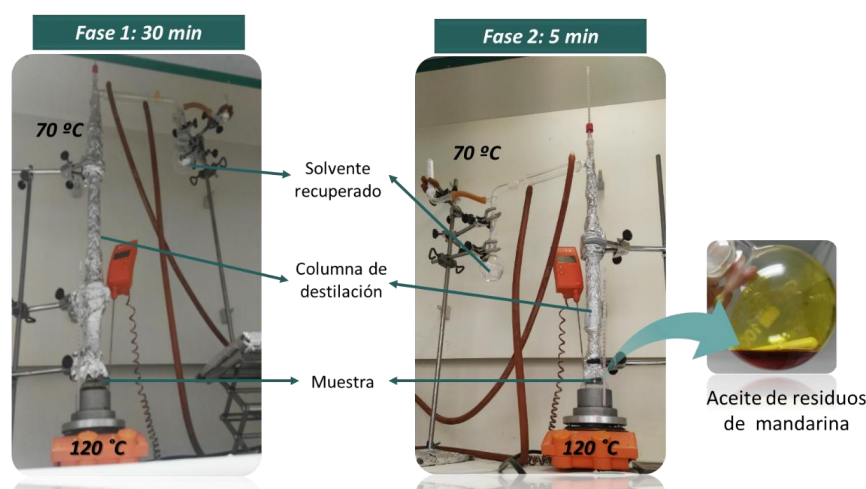 Fase 1: 30 min
Fase 2: 5 min
70 ºC
70 ºC
Solvente
recuperado
Columna de
destilación
Muestra
120 ˚C
120 ˚C
Aceite de residuos
de mandarina